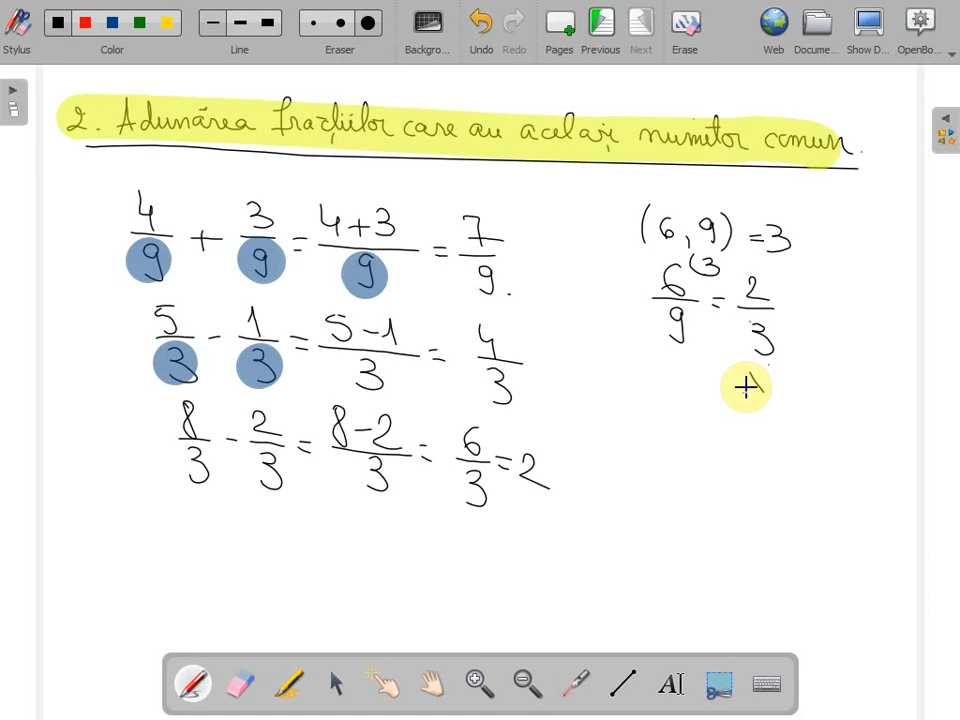 Stylus Color Line Eraser Backgro... Undo Redo Pages Previous Next Erase Web Docume... Show D... OpenBo...
2. Adunarea fracțiilor care au același numitor comun.
4/9 + 3/9 = 4+3/9 = 7/9.
(6, 9) = 3
6/9 (3 = 2/3
5/3 - 1/3 = 5-1/3 = 4/3
8/3 - 2/3 = 8-2/3 = 6/3 = 2
AI